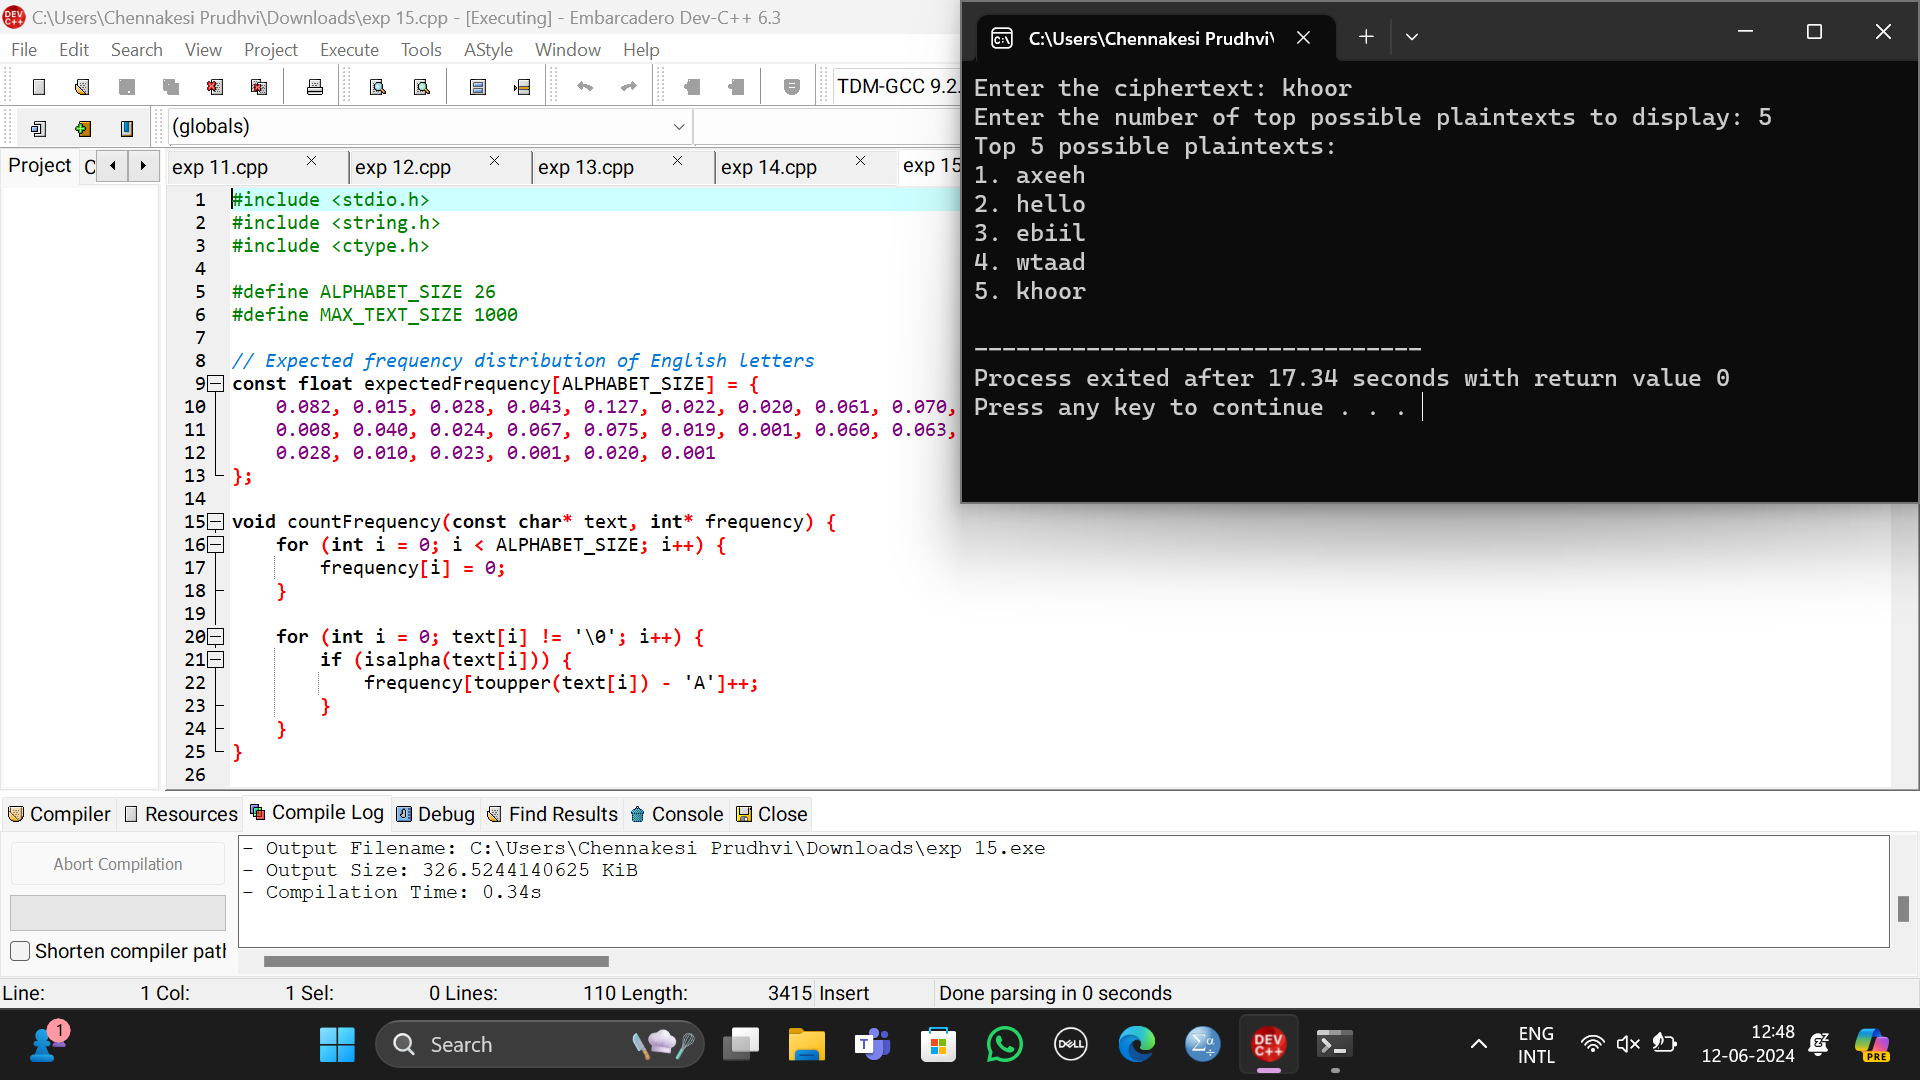 C:\Users\Chennakesi Prudhvi\Downloads\exp 15.cpp - [Executing] - Embarcadero Dev-C++ 6.3
File Edit Search View Project Execute Tools AStyle Window Help
TDM-GCC 9.2.
(globals)
Project C
exp 11.cpp exp 12.cpp exp 13.cpp exp 14.cpp exp 15
1 #include <stdio.h>
2 #include <string.h>
3 #include <ctype.h>
4
5 #define ALPHABET_SIZE 26
6 #define MAX_TEXT_SIZE 1000
7
8 // Expected frequency distribution of English letters
9 const float expectedFrequency[ALPHABET_SIZE] = {
10 0.082, 0.015, 0.028, 0.043, 0.127, 0.022, 0.020, 0.061, 0.070,
11 0.008, 0.040, 0.024, 0.067, 0.075, 0.019, 0.001, 0.060, 0.063,
12 0.028, 0.010, 0.023, 0.001, 0.020, 0.001
13 };
14
15 void countFrequency(const char* text, int* frequency) {
16 for (int i = 0; i < ALPHABET_SIZE; i++) {
17 frequency[i] = 0;
18 }
19
20 for (int i = 0; text[i] != '\0'; i++) {
21 if (isalpha(text[i])) {
22 frequency[toupper(text[i]) - 'A']++;
23 }
24 }
25 }
26
C:\Users\Chennakesi Prudhvi\
Enter the ciphertext: khoor
Enter the number of top possible plaintexts to display: 5
Top 5 possible plaintexts:
1. axeeh
2. hello
3. ebiil
4. wtaad
5. khoor
--------------------------------
Process exited after 17.34 seconds with return value 0
Press any key to continue . . .
Compiler Resources Compile Log Debug Find Results Console Close
Abort Compilation
Shorten compiler path
- Output Filename: C:\Users\Chennakesi Prudhvi\Downloads\exp 15.exe
- Output Size: 326.5244140625 KiB
- Compilation Time: 0.34s
Line: 1 Col: 1 Sel: 0 Lines: 110 Length: 3415 Insert Done parsing in 0 seconds
1
Search
T
DELL
DEV C++
ENG
INTL
12:48
12-06-2024
PRE